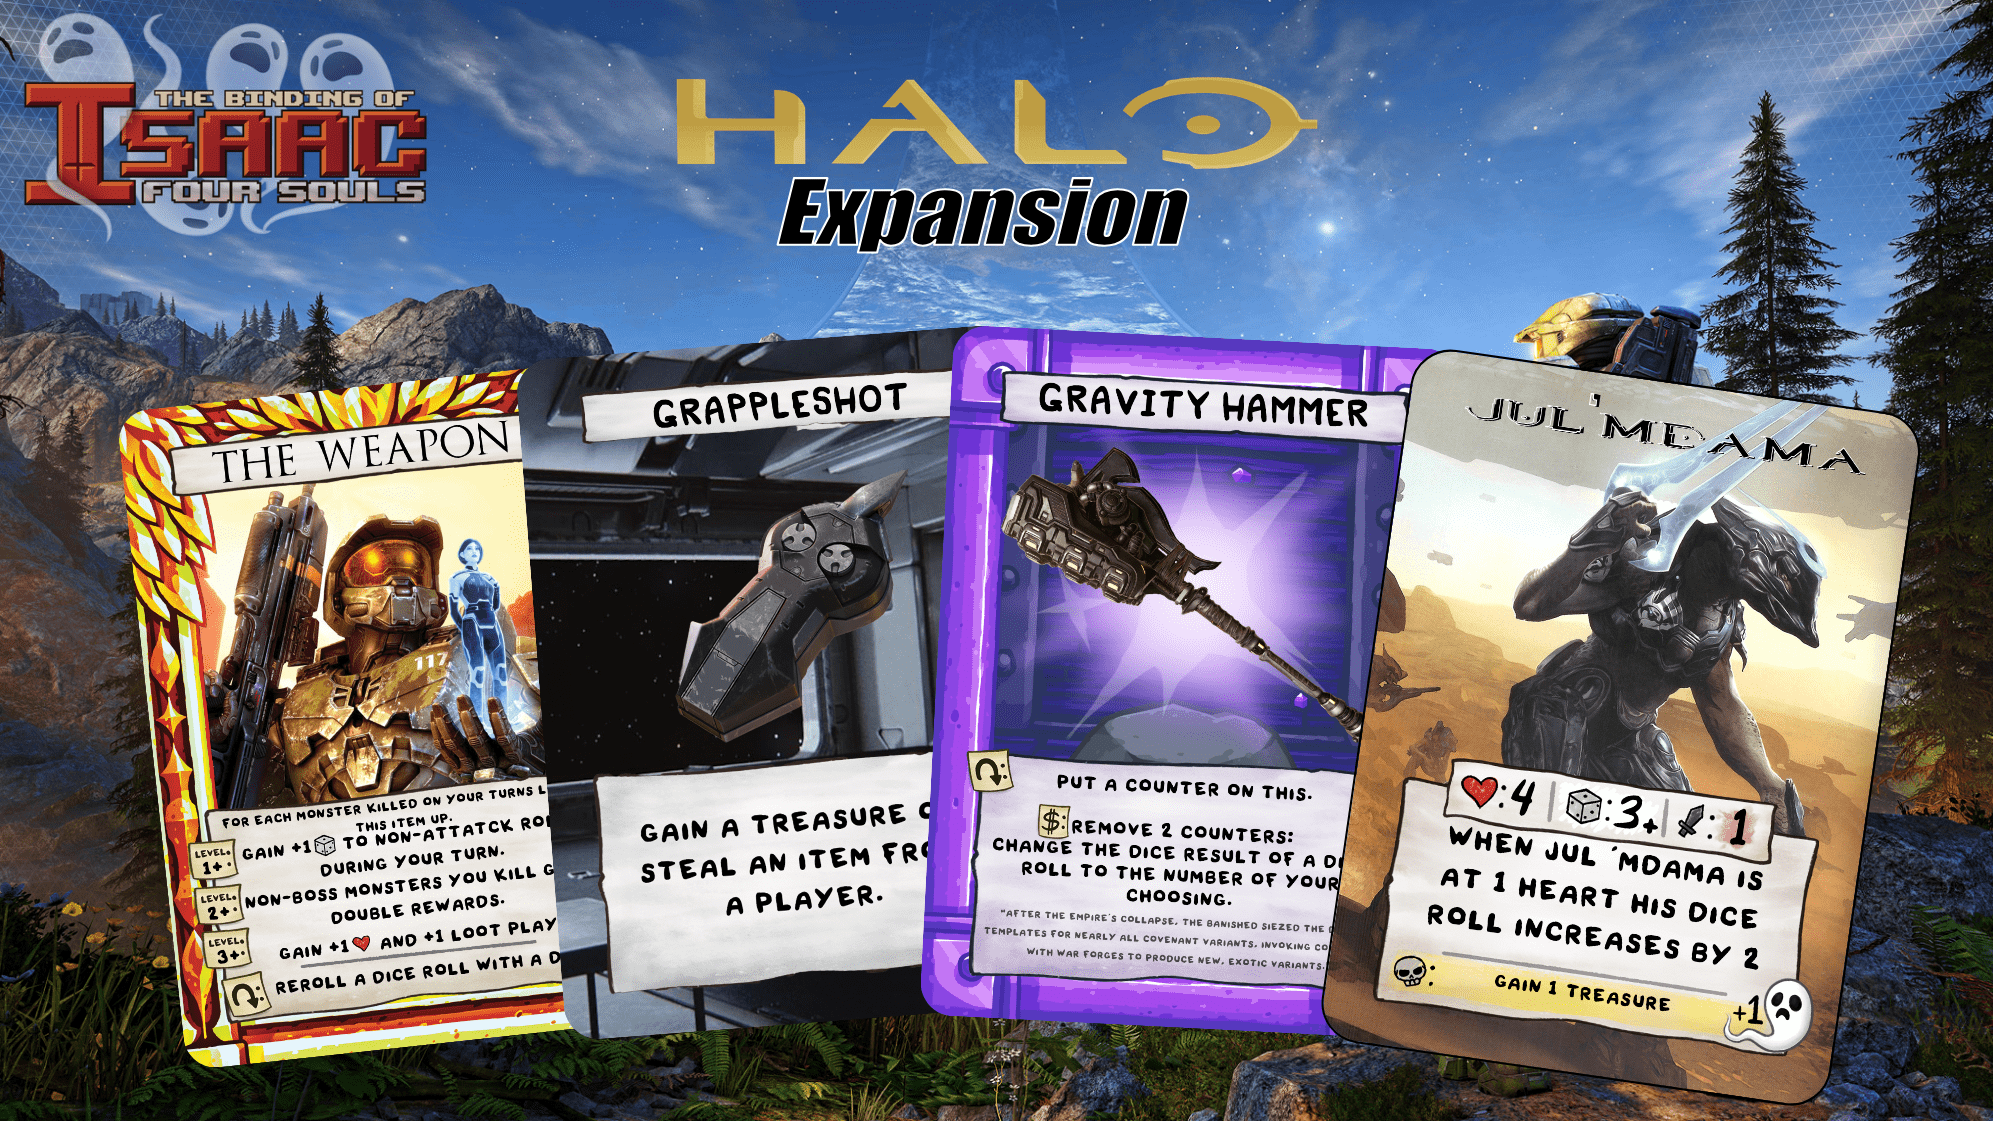 THE BINDING OF
ISAAC
FOUR SOULS
HALO
Expansion
THE WEAPON
117
FOR EACH MONSTER KILLED ON YOUR TURNS L
THIS ITEM UP.
LEVEL.
1+.
GAIN +1 TO NON-ATTATCK RO
DURING YOUR TURN.
LEVEL.
2+.
NON-BOSS MONSTERS YOU KILL G
DOUBLE REWARDS.
LEVEL.
3+.
GAIN +1 AND +1 LOOT PLAY
REROLL A DICE ROLL WITH A D
GRAPPLESHOT
GAIN A TREASURE O
STEAL AN ITEM FRO
A PLAYER.
GRAVITY HAMMER
PUT A COUNTER ON THIS.
$: REMOVE 2 COUNTERS:
CHANGE THE DICE RESULT OF A DI
ROLL TO THE NUMBER OF YOUR
CHOOSING.
"AFTER THE EMPIRE'S COLLAPSE, THE BANISHED SIEZED THE D
TEMPLATES FOR NEARLY ALL COVENANT VARIANTS, INVOKING CO
WITH WAR FORGES TO PRODUCE NEW, EXOTIC VARIANTS.
JUL 'MDAMA
:4 :3+ :1
WHEN JUL 'MDAMA IS
AT 1 HEART HIS DICE
ROLL INCREASES BY 2
: GAIN 1 TREASURE
+1